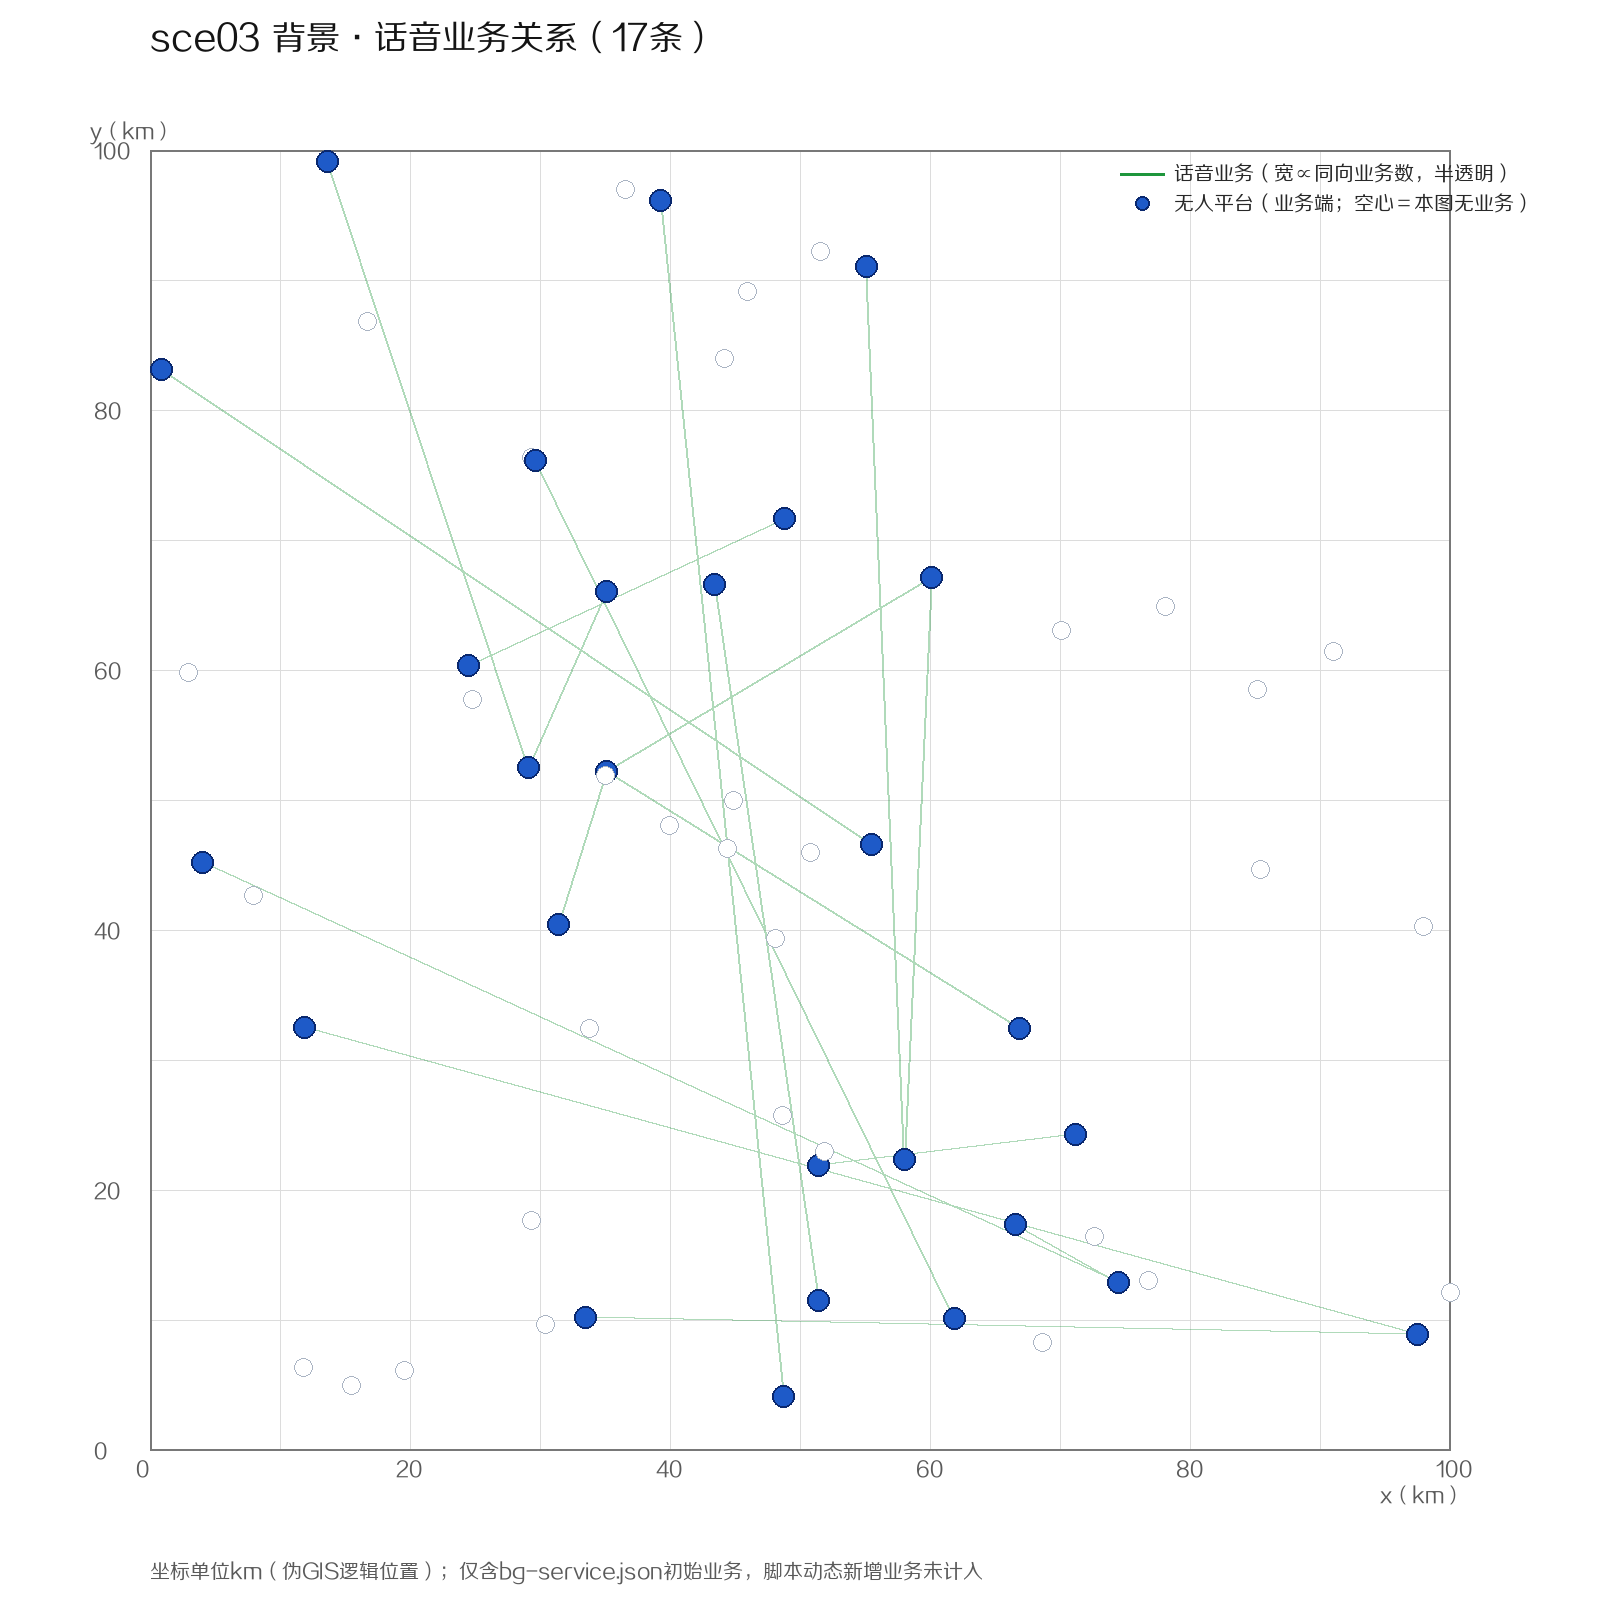 sce03 背景·话音业务关系（17条）
y（km）
100
话音业务（宽∝同向业务数，半透明）
无人平台（业务端；空心＝本图无业务）
80
60
40
20
0
0 20 40 60 80 100
x（km）
坐标单位km（伪GIS逻辑位置）；仅含bg-service.json初始业务，脚本动态新增业务未计入